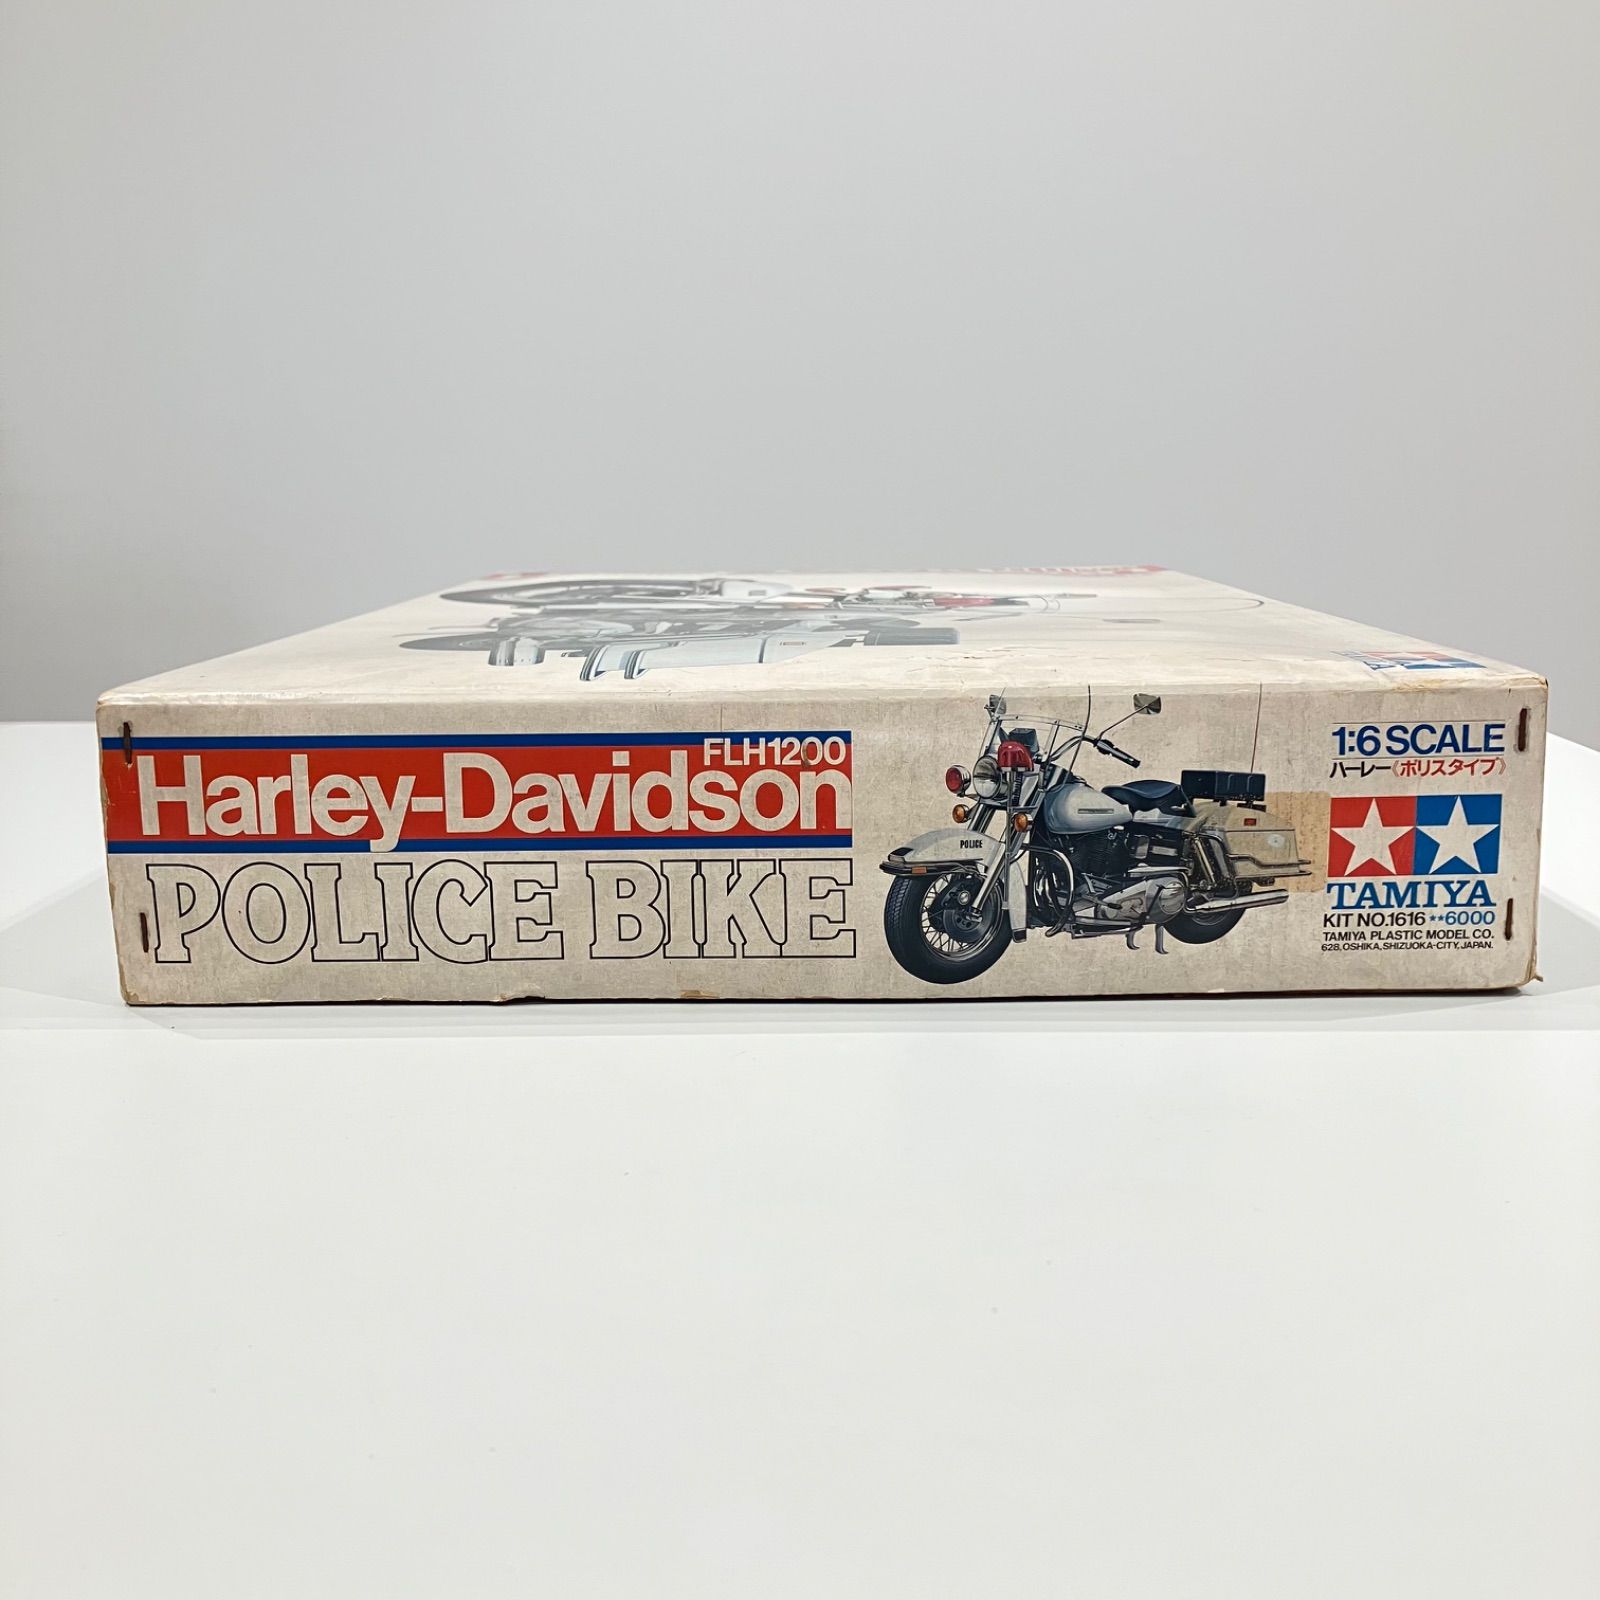 FLH1200
Harley-Davidson
POLICE BIKE
POLICE
1:6 SCALE
ハーレー《ポリスタイプ》
TAMIYA
KIT NO.1616 **6000
TAMIYA PLASTIC MODEL CO.
628, OSHIKA, SHIZUOKA-CITY, JAPAN.